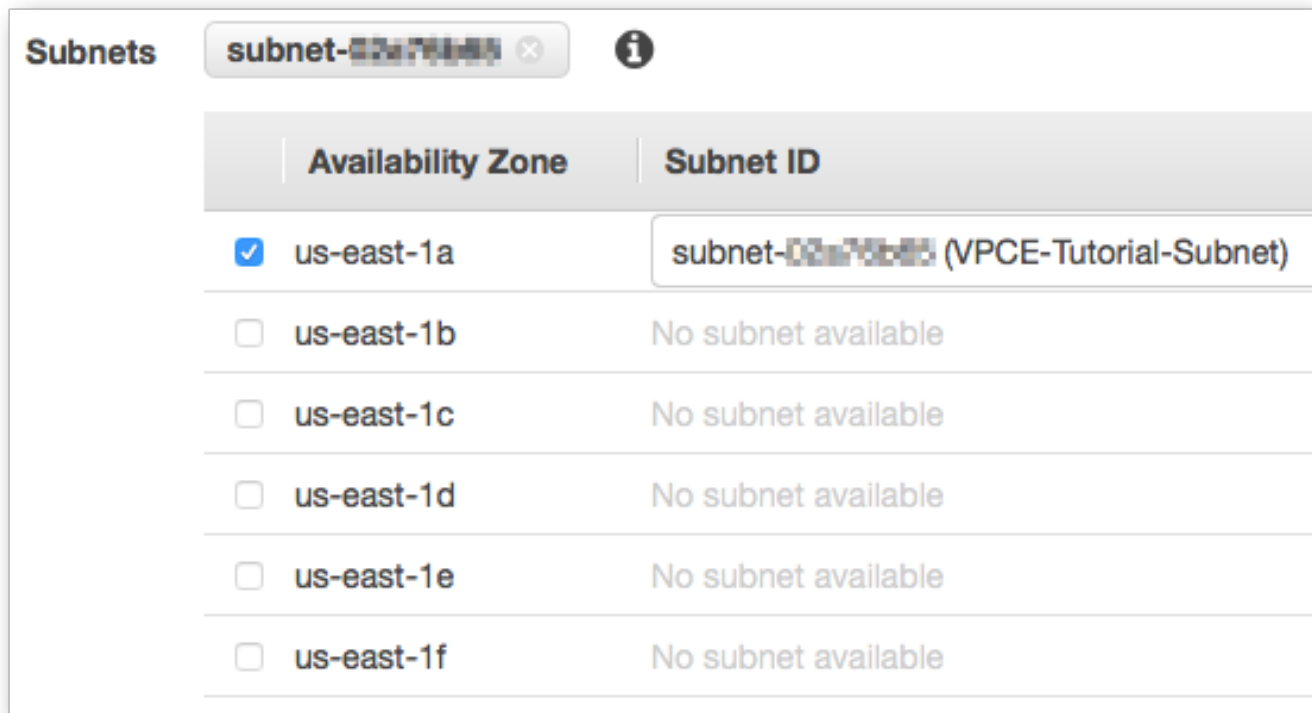 Subnets subnet-
Availability Zone Subnet ID
us-east-1a subnet- (VPCE-Tutorial-Subnet)
us-east-1b No subnet available
us-east-1c No subnet available
us-east-1d No subnet available
us-east-1e No subnet available
us-east-1f No subnet available